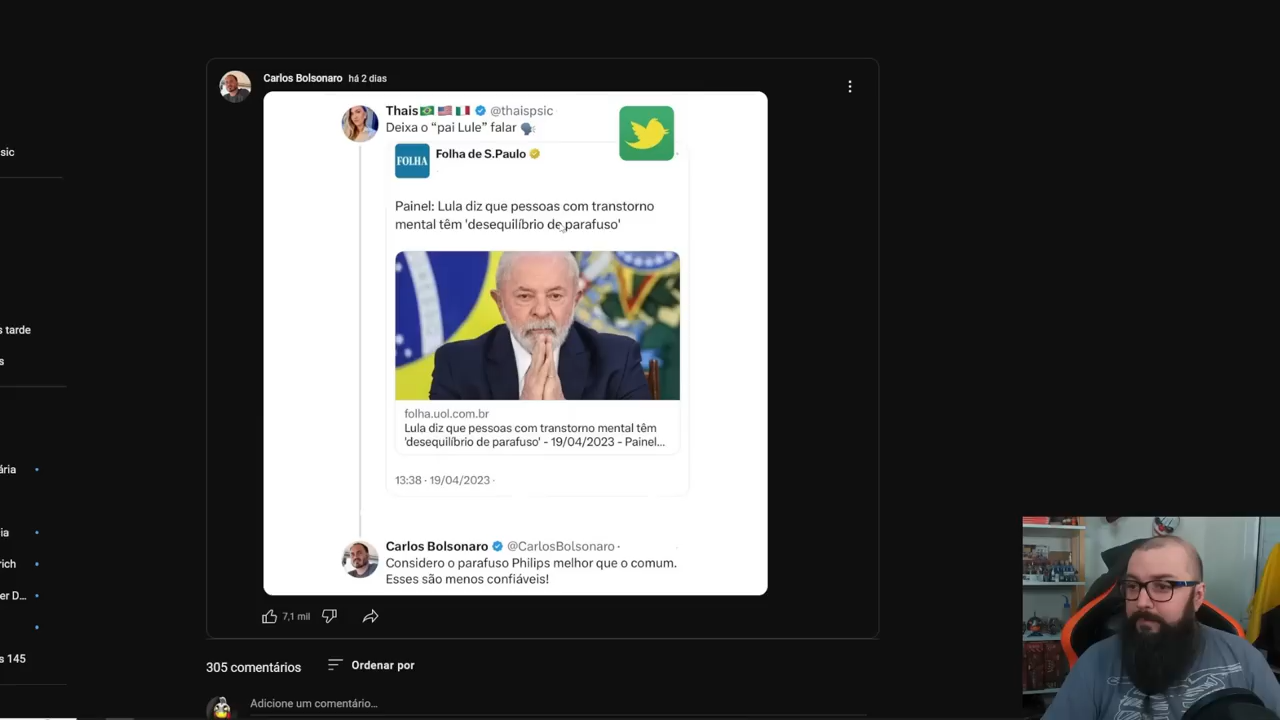 Carlos Bolsonaro há 2 dias
Thais @thaispsic
Deixa o “pai Lule” falar
FOLHA
Folha de S.Paulo
Painel: Lula diz que pessoas com transtorno
mental têm 'desequilíbrio de parafuso'
folha.uol.com.br
Lula diz que pessoas com transtorno mental têm
'desequilíbrio de parafuso' - 19/04/2023 - Painel...
13:38 · 19/04/2023 ·
Carlos Bolsonaro @CarlosBolsonaro ·
Considero o parafuso Philips melhor que o comum.
Esses são menos confiáveis!
7,1 mil
305 comentários
Ordenar por
Adicione um comentário...
sic
s tarde
s
ária
ia
rich
er D...
s 145